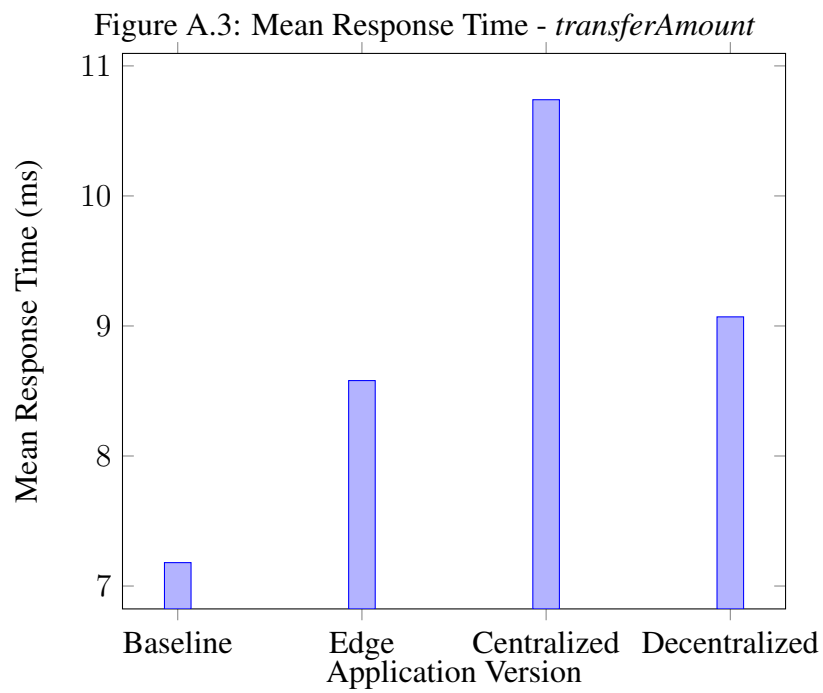 Figure A.3: Mean Response Time - transferAmount
11
10
9
8
7
Mean Response Time (ms)
Baseline Edge Centralized Decentralized
Application Version